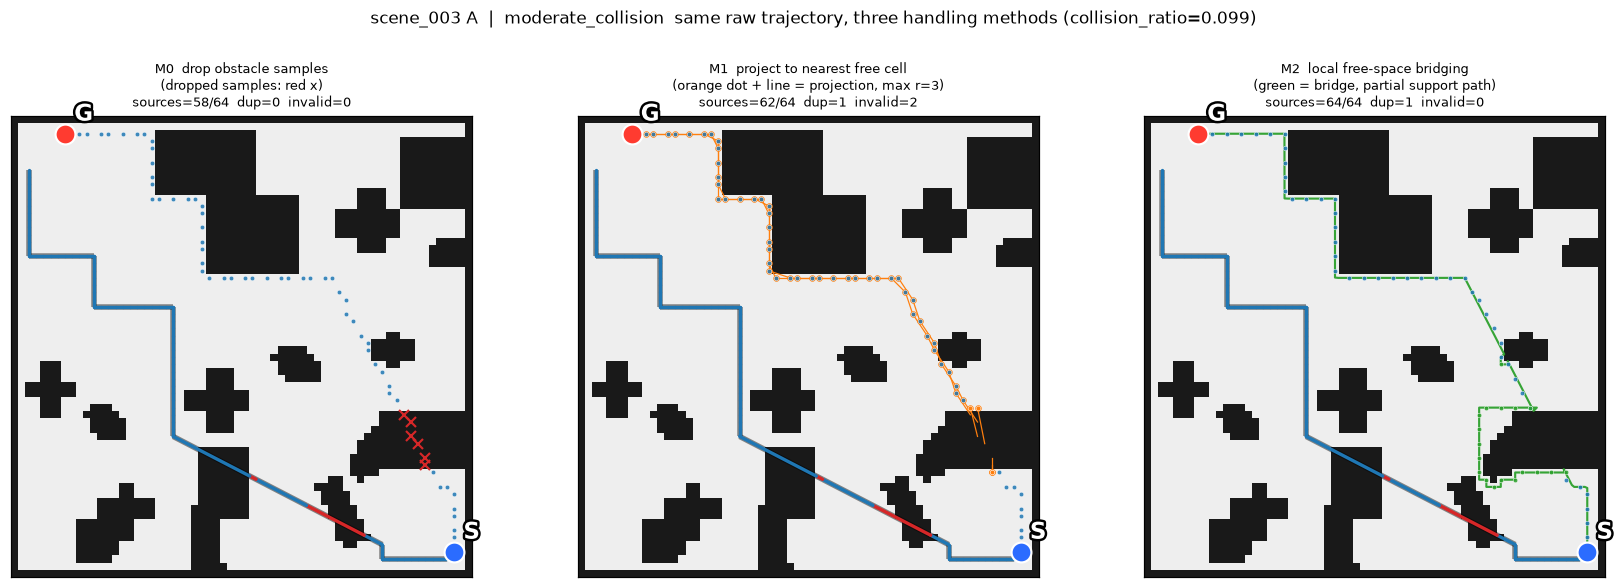 scene_003 A | moderate_collision same raw trajectory, three handling methods (collision_ratio=0.099)
M0 drop obstacle samples
(dropped samples: red x)
sources=58/64 dup=0 invalid=0
G
S
M1 project to nearest free cell
(orange dot + line = projection, max r=3)
sources=62/64 dup=1 invalid=2
G
S
M2 local free-space bridging
(green = bridge, partial support path)
sources=64/64 dup=1 invalid=0
G
S